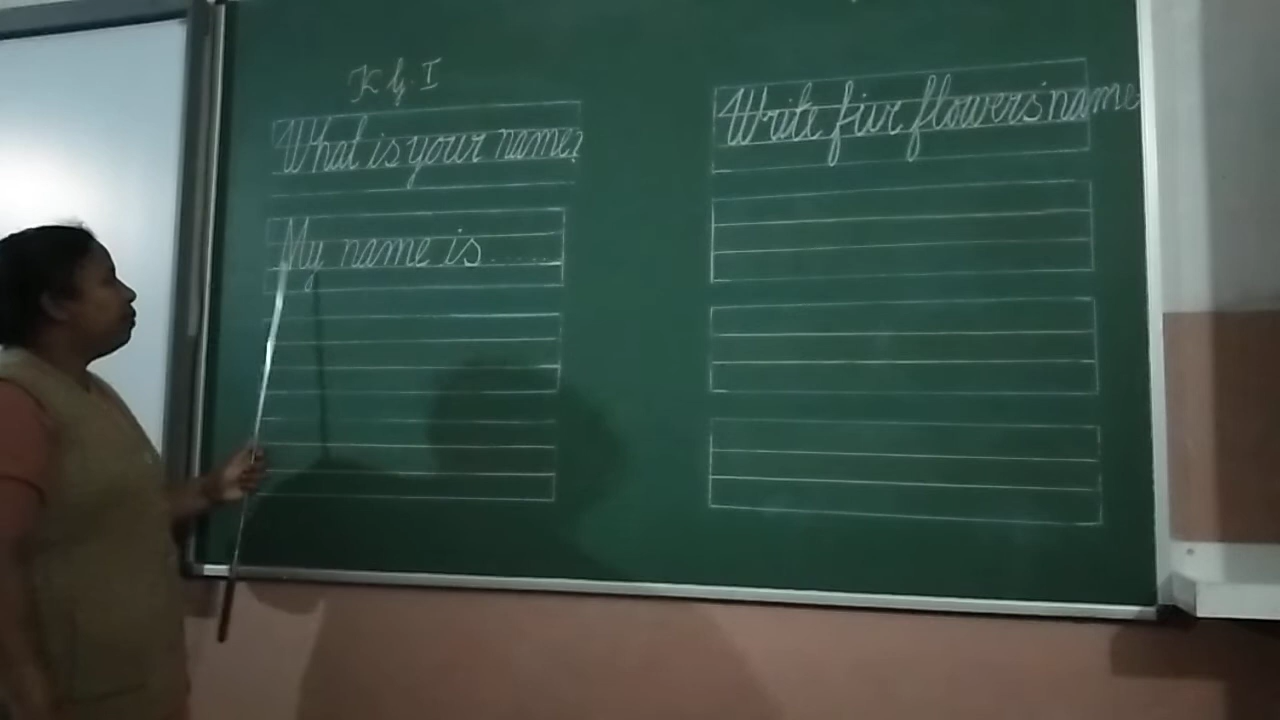 K.G. I
What is your name?
My name is......
Write five flowers' name